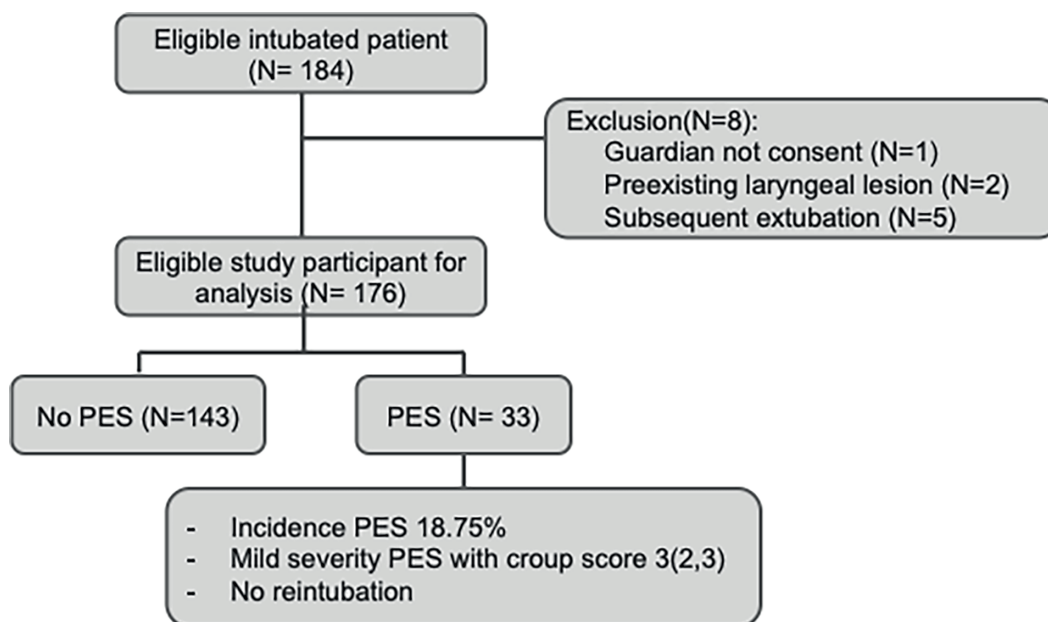 Eligible intubated patient
(N= 184)
Exclusion(N=8):
Guardian not consent (N=1)
Preexisting laryngeal lesion (N=2)
Subsequent extubation (N=5)
Eligible study participant for
analysis (N= 176)
No PES (N=143)
PES (N= 33)
- Incidence PES 18.75%
- Mild severity PES with croup score 3(2,3)
- No reintubation